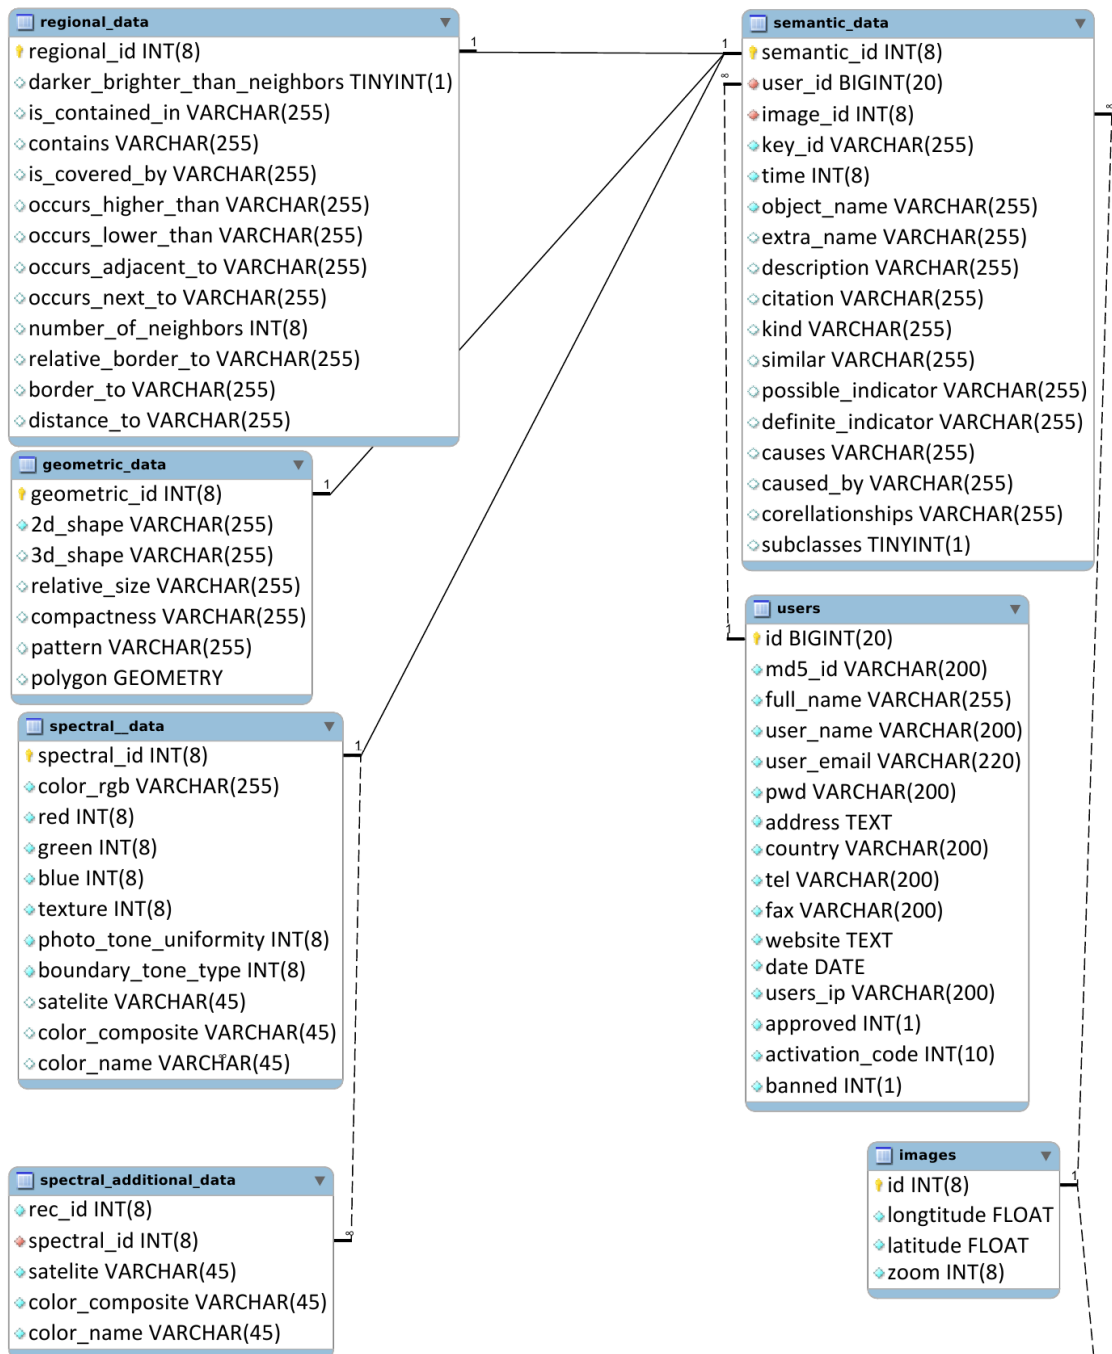 regional_data
regional_id INT(8)
darker_brighter_than_neighbors TINYINT(1)
is_contained_in VARCHAR(255)
contains VARCHAR(255)
is_covered_by VARCHAR(255)
occurs_higher_than VARCHAR(255)
occurs_lower_than VARCHAR(255)
occurs_adjacent_to VARCHAR(255)
occurs_next_to VARCHAR(255)
number_of_neighbors INT(8)
relative_border_to VARCHAR(255)
border_to VARCHAR(255)
distance_to VARCHAR(255)
1
geometric_data
geometric_id INT(8)
2d_shape VARCHAR(255)
3d_shape VARCHAR(255)
relative_size VARCHAR(255)
compactness VARCHAR(255)
pattern VARCHAR(255)
polygon GEOMETRY
1
spectral__data
spectral_id INT(8)
color_rgb VARCHAR(255)
red INT(8)
green INT(8)
blue INT(8)
texture INT(8)
photo_tone_uniformity INT(8)
boundary_tone_type INT(8)
satelite VARCHAR(45)
color_composite VARCHAR(45)
color_name VARCHAR(45)
∞
1
spectral_additional_data
rec_id INT(8)
spectral_id INT(8)
satelite VARCHAR(45)
color_composite VARCHAR(45)
color_name VARCHAR(45)
∞
semantic_data
1
semantic_id INT(8)
∞
user_id BIGINT(20)
image_id INT(8)
∞
key_id VARCHAR(255)
time INT(8)
object_name VARCHAR(255)
extra_name VARCHAR(255)
description VARCHAR(255)
citation VARCHAR(255)
kind VARCHAR(255)
similar VARCHAR(255)
possible_indicator VARCHAR(255)
definite_indicator VARCHAR(255)
causes VARCHAR(255)
caused_by VARCHAR(255)
corellationships VARCHAR(255)
subclasses TINYINT(1)
users
1
id BIGINT(20)
md5_id VARCHAR(200)
full_name VARCHAR(255)
user_name VARCHAR(200)
user_email VARCHAR(220)
pwd VARCHAR(200)
address TEXT
country VARCHAR(200)
tel VARCHAR(200)
fax VARCHAR(200)
website TEXT
date DATE
users_ip VARCHAR(200)
approved INT(1)
activation_code INT(10)
banned INT(1)
images
id INT(8)
1
longtitude FLOAT
latitude FLOAT
zoom INT(8)